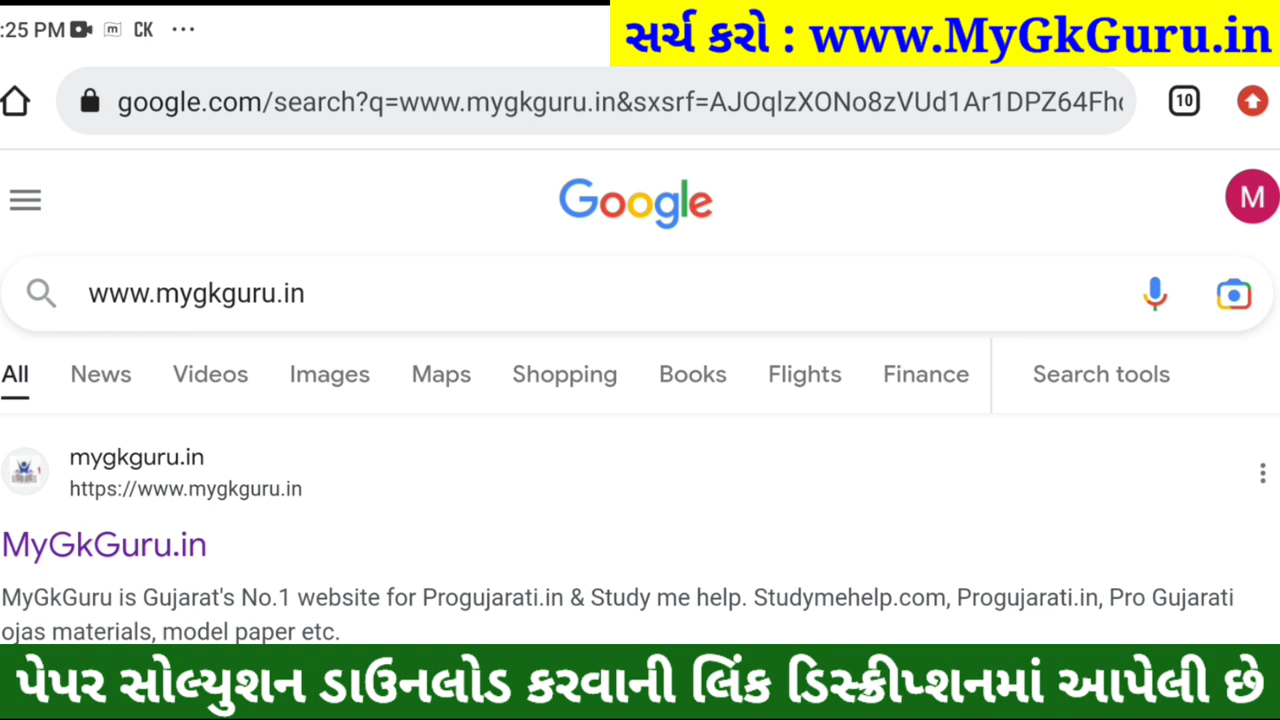 :25 PM m CK ...
સર્ચ કરો : www.MyGkGuru.in
google.com/search?q=www.mygkguru.in&sxsrf=AJOqlzXONo8zVUd1Ar1DPZ64Fh
10
Google
M
www.mygkguru.in
All News Videos Images Maps Shopping Books Flights Finance Search tools
mygkguru.in
https://www.mygkguru.in
MyGkGuru.in
MyGkGuru is Gujarat's No.1 website for Progujarati.in & Study me help. Studymehelp.com, Progujarati.in, Pro Gujarati
ojas materials, model paper etc.
પેપર સોલ્યુશન ડાઉનલોડ કરવાની લિંક ડિસ્ક્રીપ્શનમાં આપેલી છે